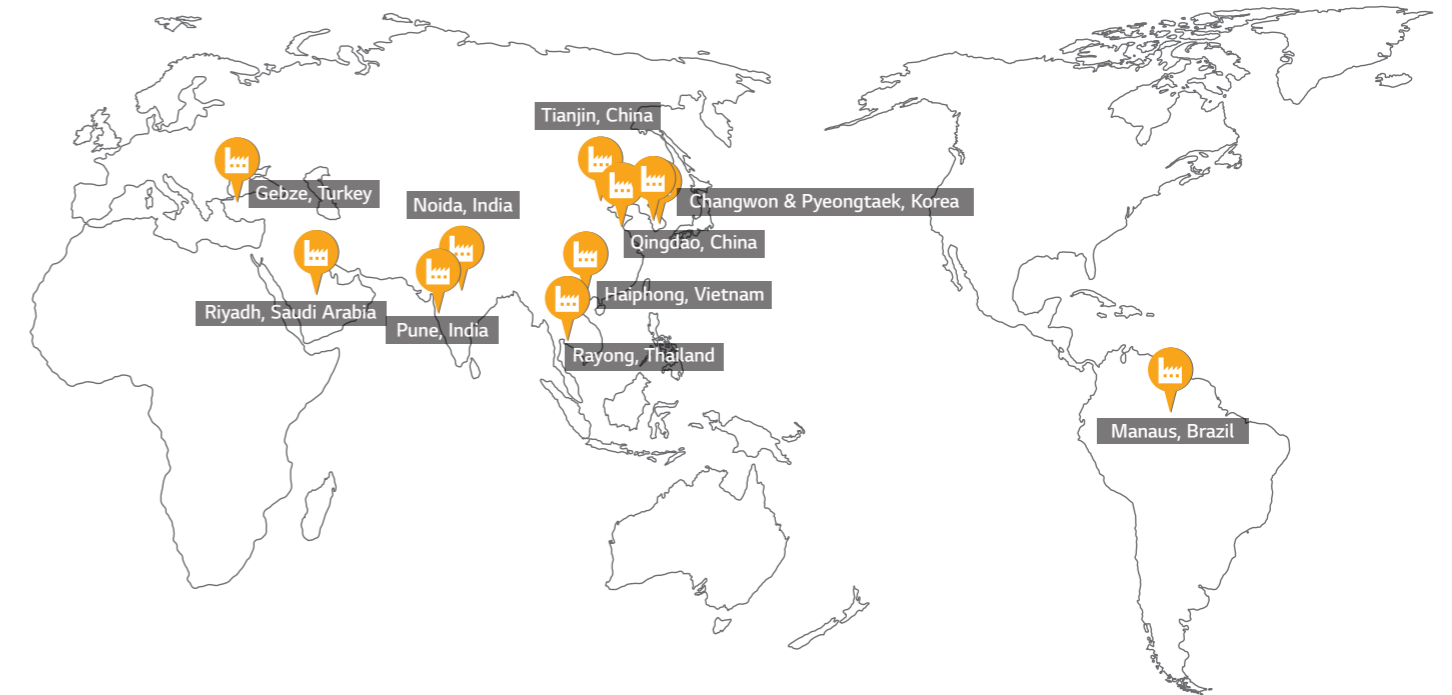 Tianjin, China
Gebze, Turkey
Noida, India
Changwon & Pyeongtaek, Korea
Qingdao, China
Riyadh, Saudi Arabia
Haiphong, Vietnam
Pune, India
Rayong, Thailand
Manaus, Brazil